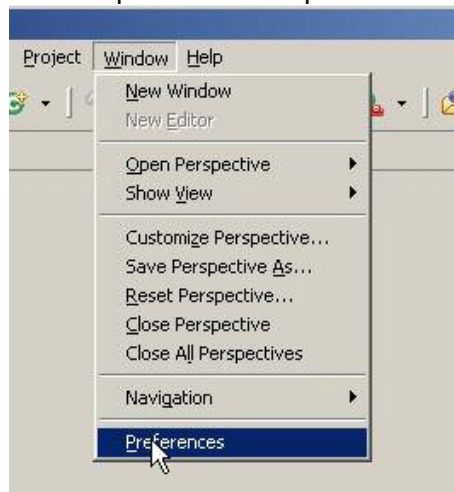 Project Window Help
New Window
New Editor
Open Perspective
Show View
Customize Perspective...
Save Perspective As...
Reset Perspective...
Close Perspective
Close All Perspectives
Navigation
Preferences